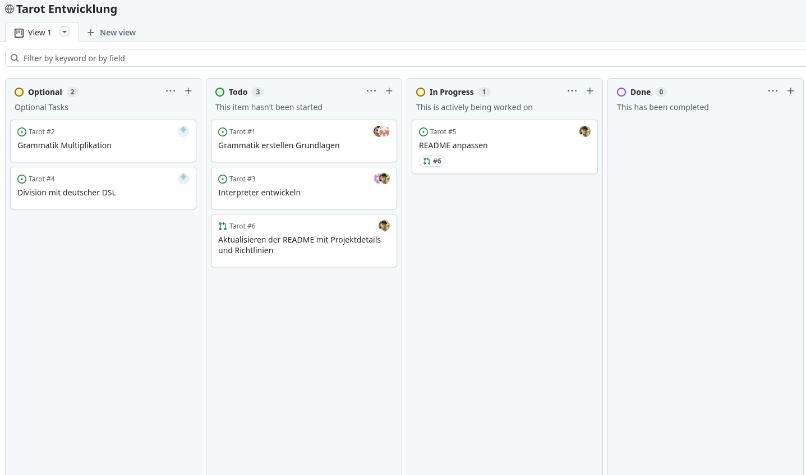 Tarot Entwicklung
View 1
New view
Filter by keyword or by field
Optional 2
Optional Tasks
Tarot #2
Grammatik Multiplikation
Tarot #4
Division mit deutscher DSL
Todo 3
This item hasn't been started
Tarot #1
Grammatik erstellen Grundlagen
Tarot #3
Interpreter entwickeln
Tarot #6
Aktualisieren der README mit Projektdetails
und Richtlinien
In Progress 1
This is actively being worked on
Tarot #5
README anpassen
#6
Done 0
This has been completed